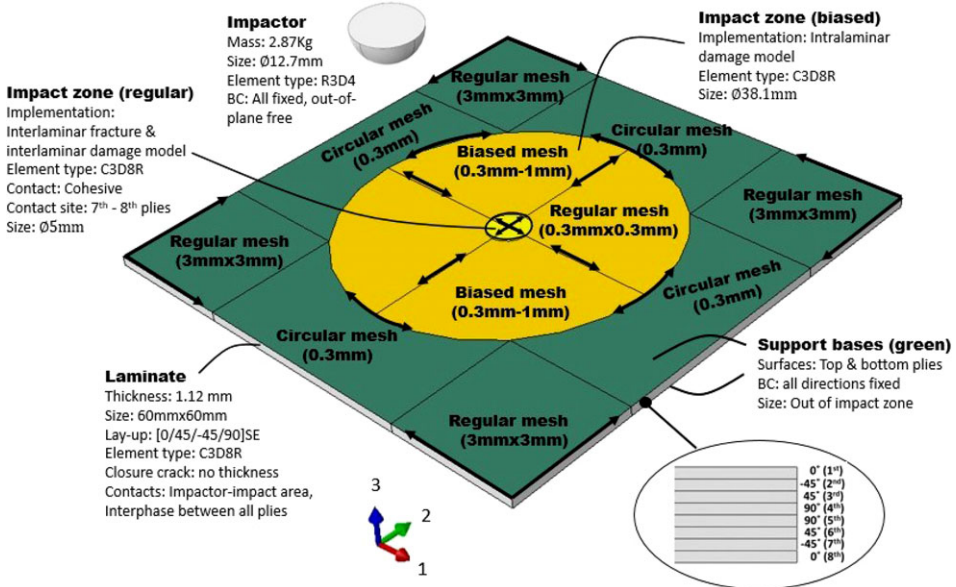 Impactor
Mass: 2.87Kg
Size: Ø12.7mm
Element type: R3D4
BC: All fixed, out-of-
plane free
Impact zone (biased)
Implementation: Intralaminar
damage model
Element type: C3D8R
Size: Ø38.1mm
Impact zone (regular)
Implementation:
Interlaminar fracture &
interlaminar damage model
Element type: C3D8R
Contact: Cohesive
Contact site: 7th - 8th plies
Size: Ø5mm
Regular mesh
(3mmx3mm)
Circular mesh
(0.3mm)
Circular mesh
(0.3mm)
Biased mesh
(0.3mm-1mm)
Regular mesh
(3mmx3mm)
Regular mesh
(0.3mmx0.3mm)
Regular mesh
(3mmx3mm)
Biased mesh
(0.3mm-1mm)
Circular mesh
(0.3mm)
Circular mesh
(0.3mm)
Regular mesh
(3mmx3mm)
Support bases (green)
Surfaces: Top & bottom plies
BC: all directions fixed
Size: Out of impact zone
Laminate
Thickness: 1.12 mm
Size: 60mmx60mm
Lay-up: [0/45/-45/90]SE
Element type: C3D8R
Closure crack: no thickness
Contacts: Impactor-impact area,
Interphase between all plies
3
2
1
0° (1st)
-45° (2nd)
45° (3rd)
90° (4th)
90° (5th)
45° (6th)
-45° (7th)
0° (8th)